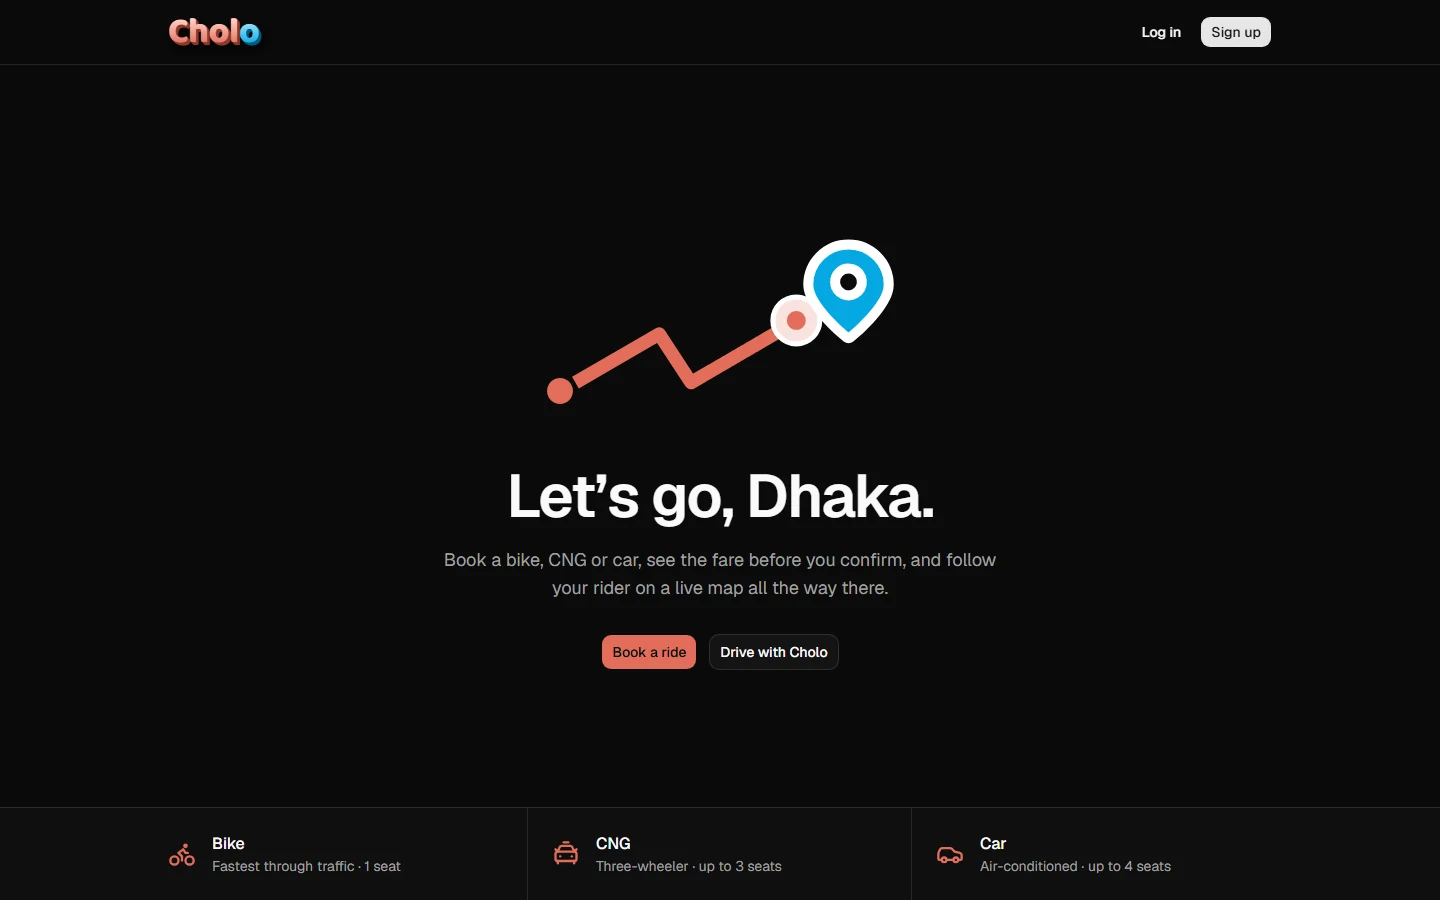 Cholo
Log in
Sign up
Let’s go, Dhaka.
Book a bike, CNG or car, see the fare before you confirm, and follow
your rider on a live map all the way there.
Book a ride
Drive with Cholo
Bike
Fastest through traffic · 1 seat
CNG
Three-wheeler · up to 3 seats
Car
Air-conditioned · up to 4 seats